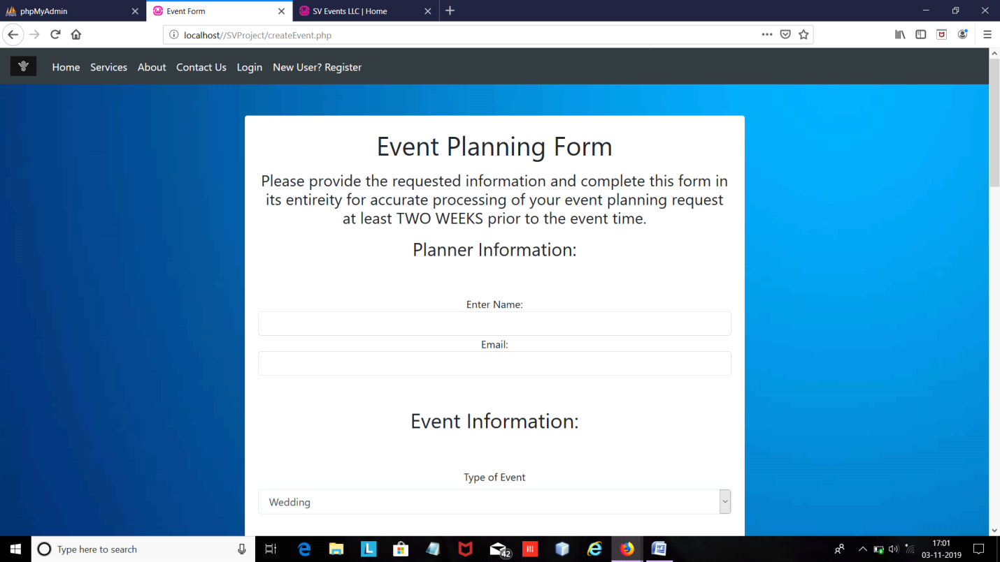 phpMyAdmin
Event Form
SV Events LLC | Home
localhost//SVProject/createEvent.php
Home Services About Contact Us Login New User? Register
Event Planning Form
Please provide the requested information and complete this form in
its entireity for accurate processing of your event planning request
at least TWO WEEKS prior to the event time.
Planner Information:
Enter Name:
Email:
Event Information:
Type of Event
Wedding
Type here to search
L
42
17:01
03-11-2019